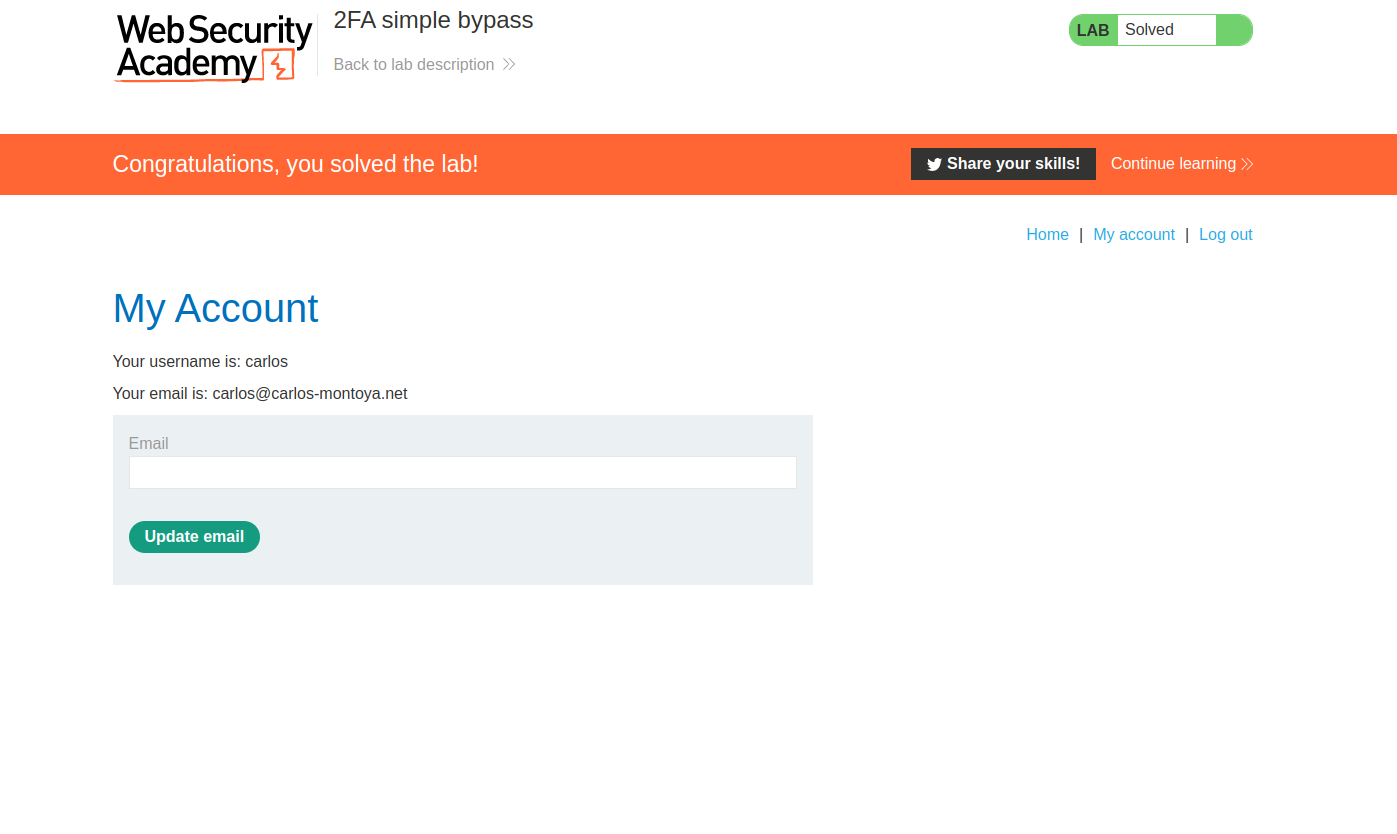 Web Security
Academy
2FA simple bypass
Back to lab description
LAB Solved
Congratulations, you solved the lab!
Share your skills!
Continue learning
Home | My account | Log out
My Account
Your username is: carlos
Your email is: carlos@carlos-montoya.net
Email
Update email